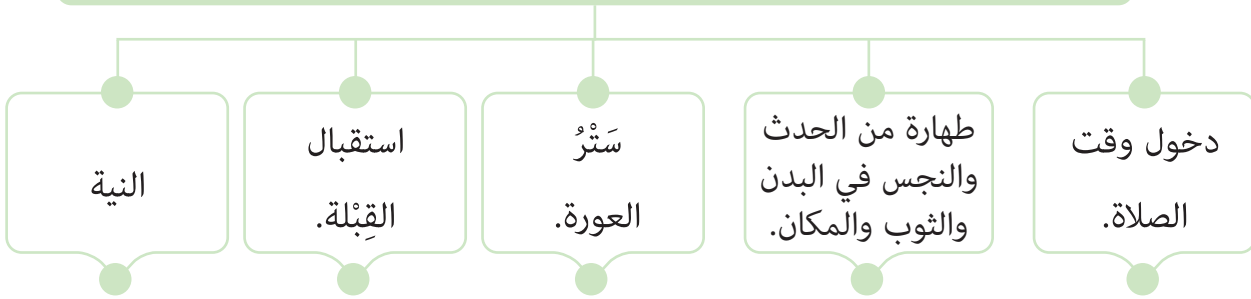 دخول وقت
الصلاة.
طهارة من الحدث
والنجس في البدن
والثوب والمكان.
سَتْرُ
العورة.
استقبال
القِبْلة.
النية